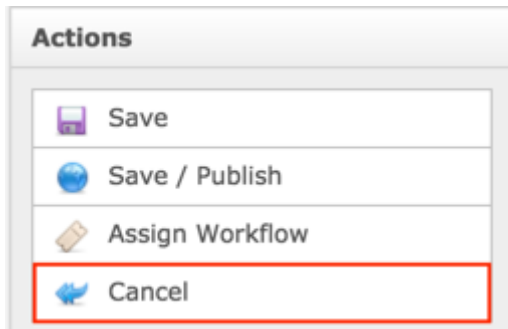 Actions
Save
Save / Publish
Assign Workflow
Cancel